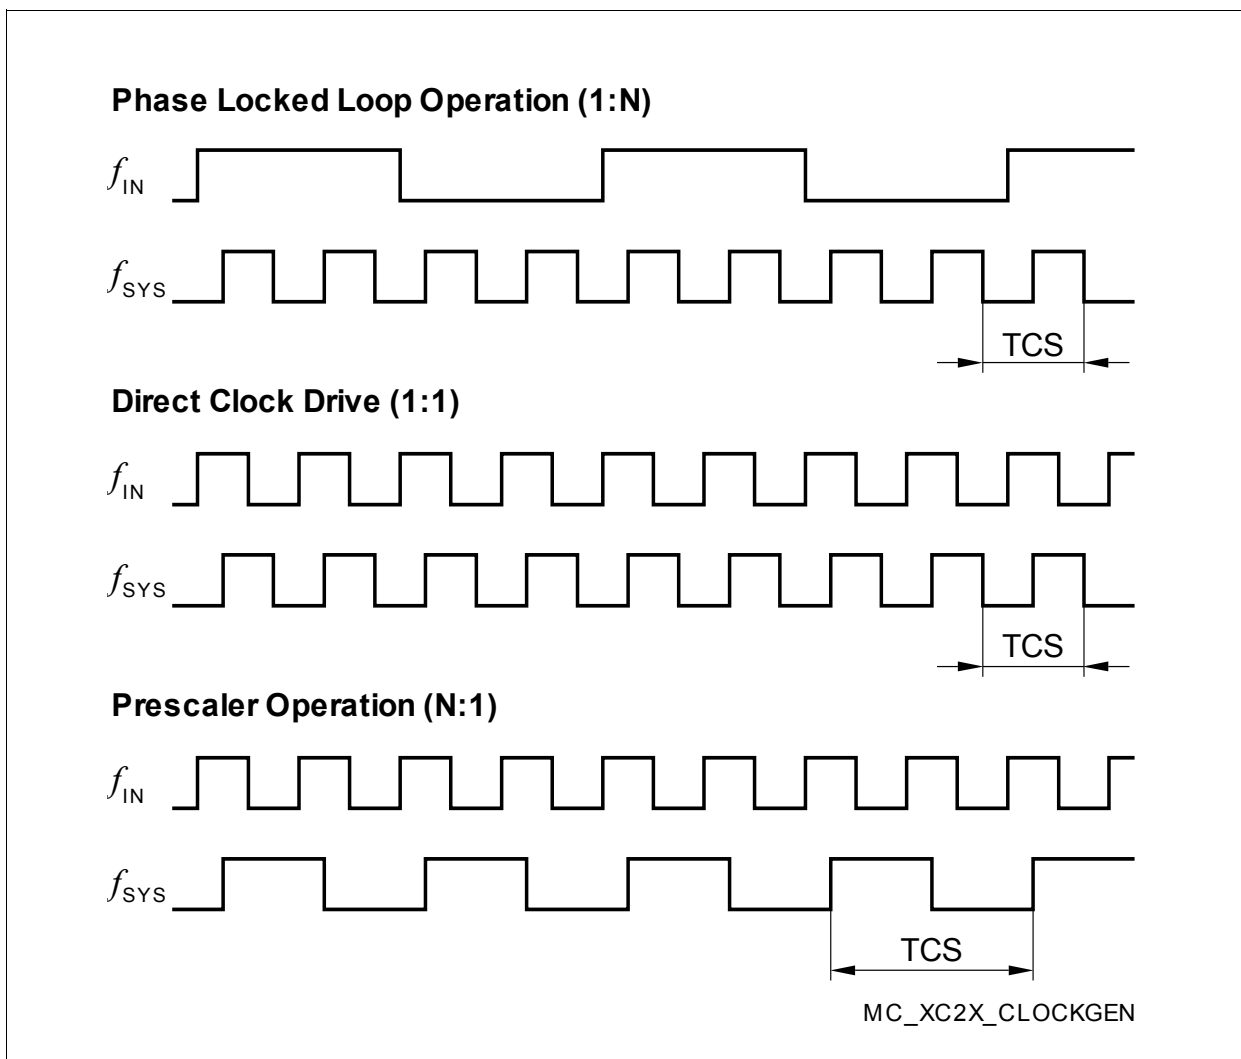 Phase Locked Loop Operation (1:N)
fIN
fSYS
TCS
Direct Clock Drive (1:1)
fIN
fSYS
TCS
Prescaler Operation (N:1)
fIN
fSYS
TCS
MC_XC2X_CLOCKGEN